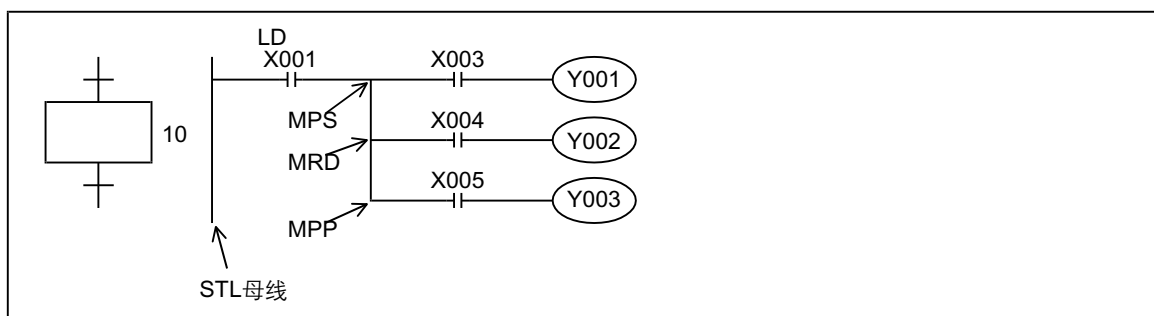 LD
X001
X003
Y001
MPS
X004
10
Y002
MRD
X005
Y003
MPP
STL母线